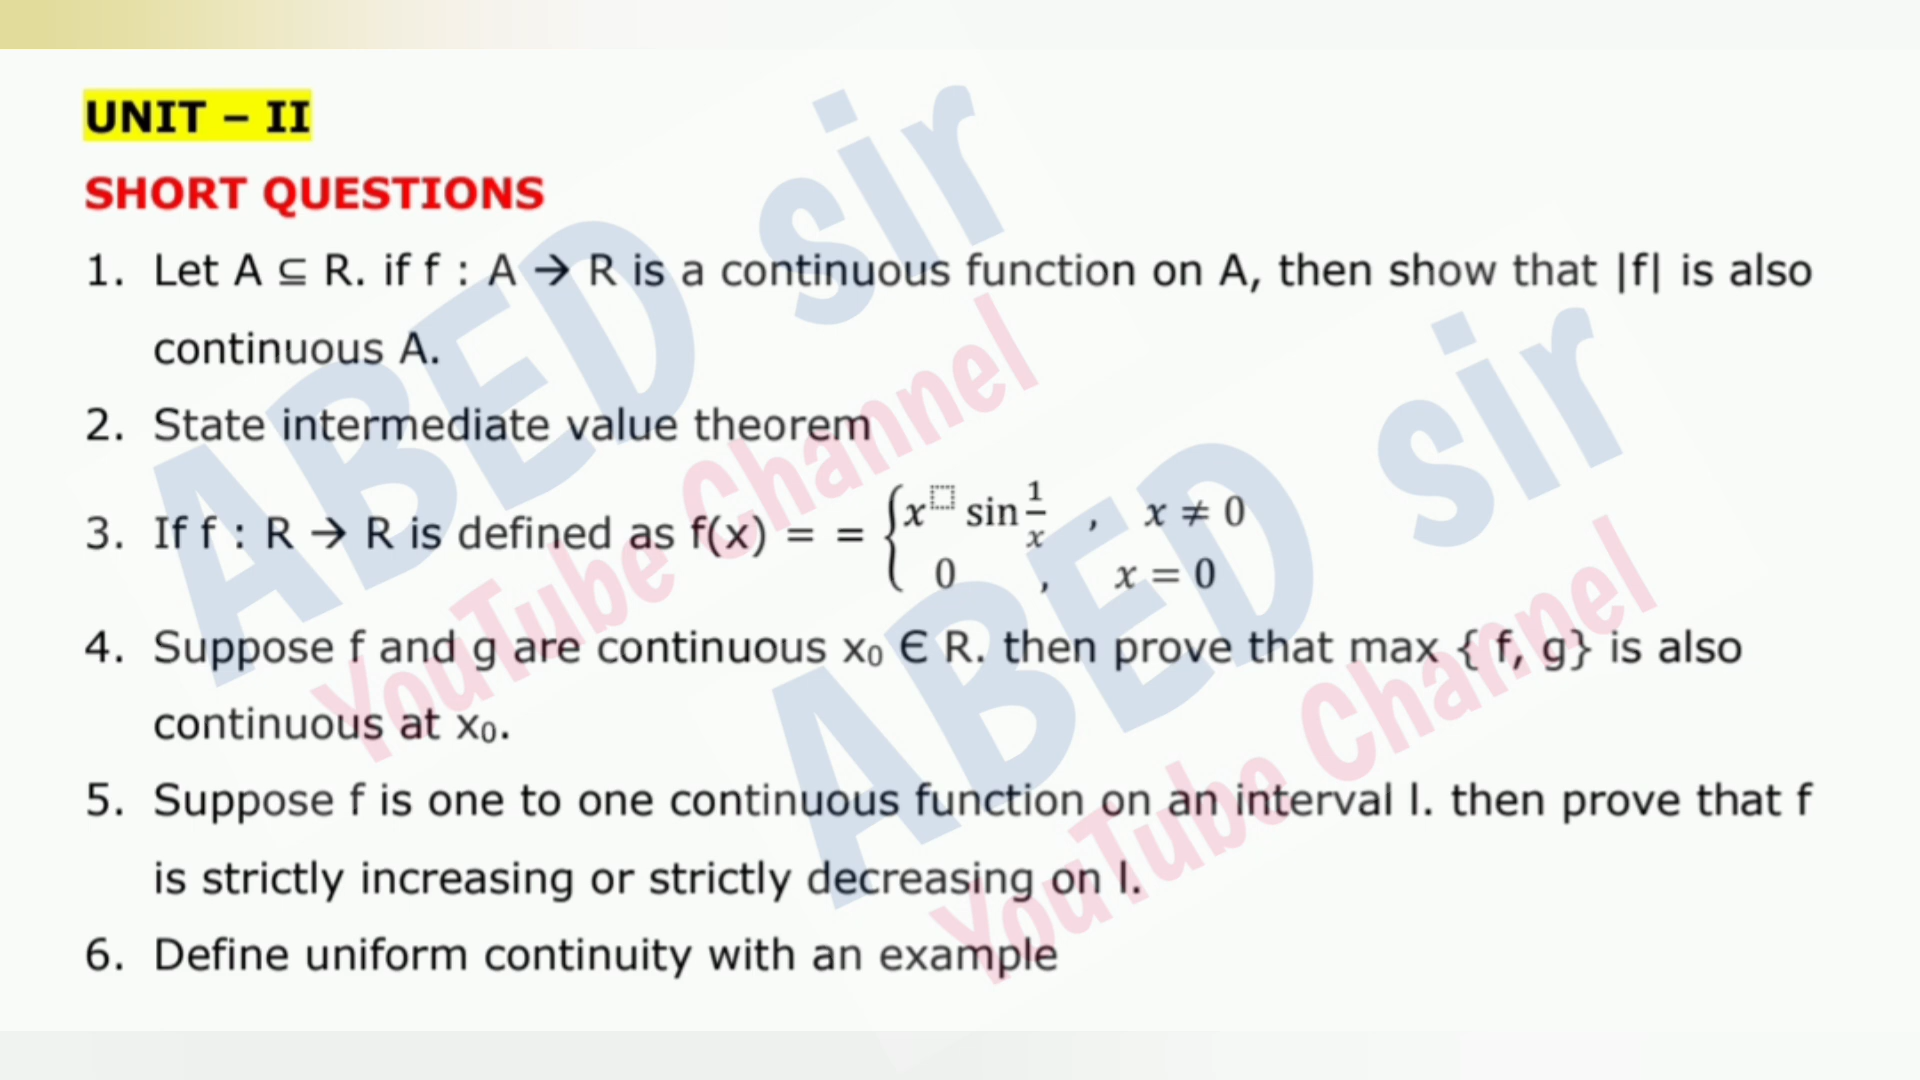 UNIT – II
SHORT QUESTIONS
1. Let A ⊆ R. if f : A → R is a continuous function on A, then show that |f| is also
continuous A.
2. State intermediate value theorem
3. If f : R → R is defined as f(x) = = { x^⬚ sin 1/x , x ≠ 0
0 , x = 0
4. Suppose f and g are continuous x₀ Є R. then prove that max { f, g} is also
continuous at x₀.
5. Suppose f is one to one continuous function on an interval I. then prove that f
is strictly increasing or strictly decreasing on I.
6. Define uniform continuity with an example
ABED sir
YouTube Channel
ABED sir
YouTube Channel